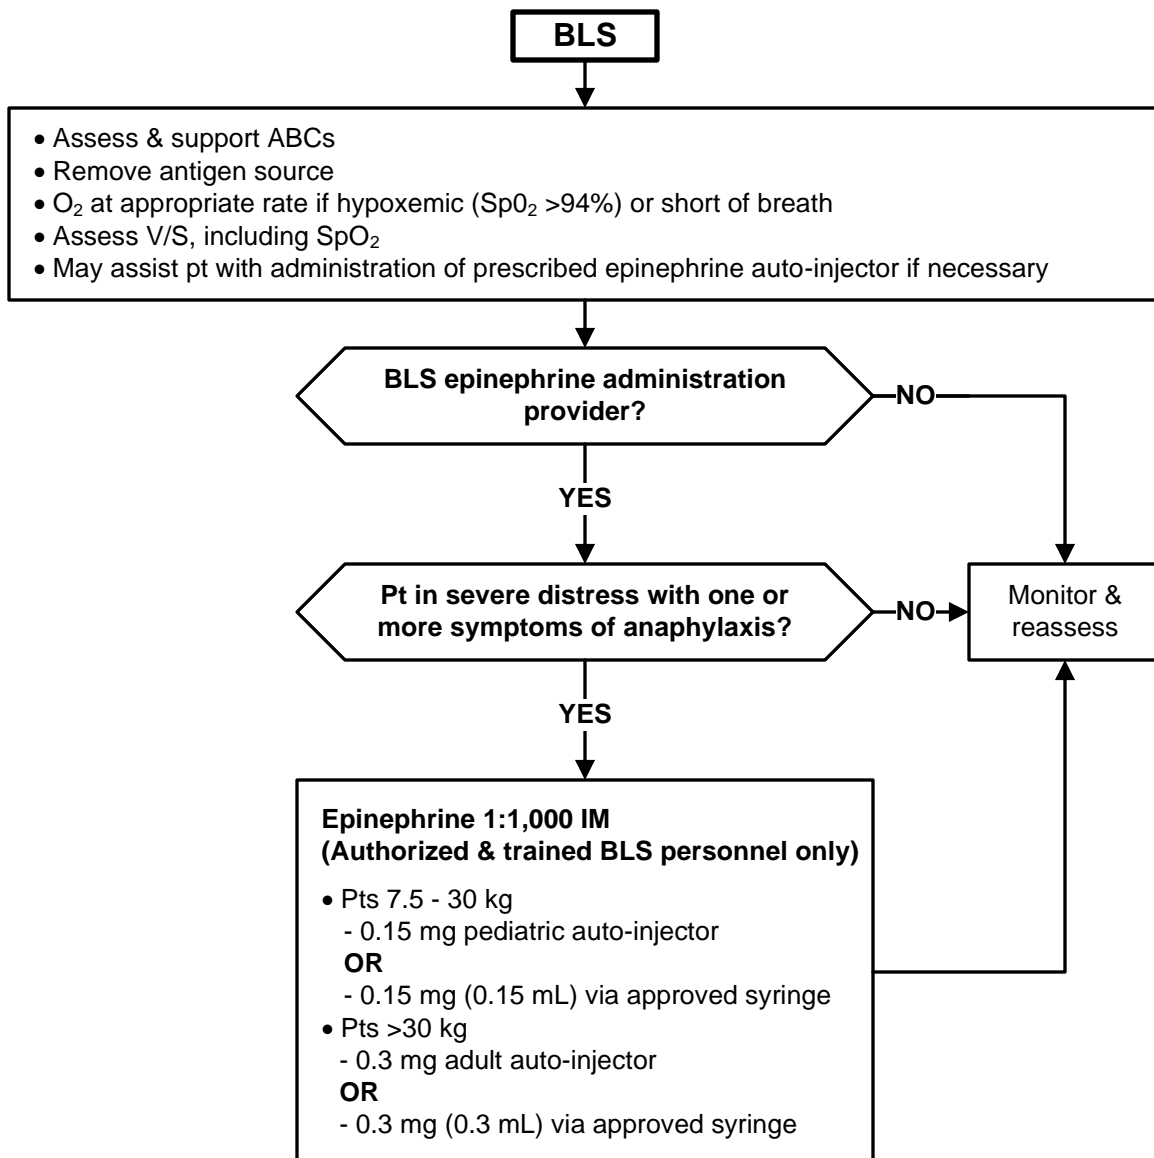 BLS
• Assess & support ABCs
• Remove antigen source
• O₂ at appropriate rate if hypoxemic (Sp0₂ >94%) or short of breath
• Assess V/S, including SpO₂
• May assist pt with administration of prescribed epinephrine auto-injector if necessary
BLS epinephrine administration
provider?
NO
YES
Pt in severe distress with one or
more symptoms of anaphylaxis?
NO
Monitor &
reassess
YES
Epinephrine 1:1,000 IM
(Authorized & trained BLS personnel only)
• Pts 7.5 - 30 kg
- 0.15 mg pediatric auto-injector
OR
- 0.15 mg (0.15 mL) via approved syringe
• Pts >30 kg
- 0.3 mg adult auto-injector
OR
- 0.3 mg (0.3 mL) via approved syringe